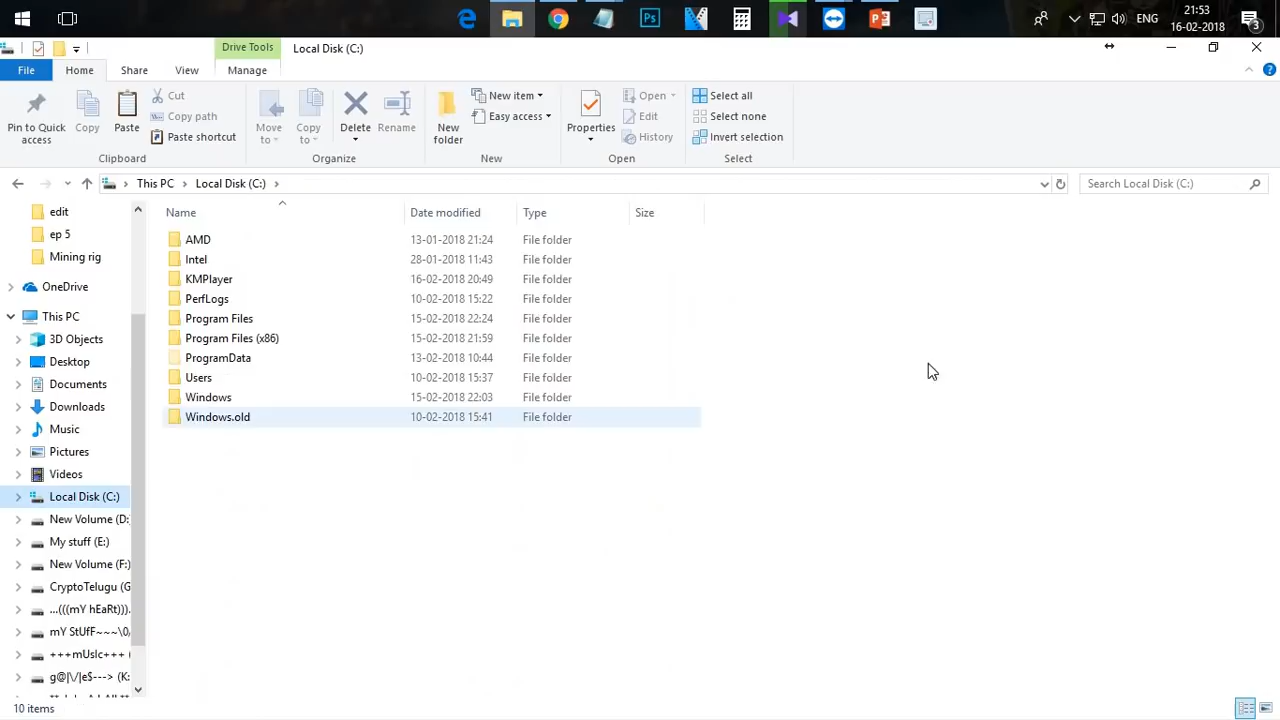 21:53
ENG
16-02-2018
3
Drive Tools
Local Disk (C:)
File
Home
Share
View
Manage
Pin to Quick access
Copy
Paste
Cut
Copy path
Paste shortcut
Clipboard
Move to
Copy to
Delete
Rename
Organize
New folder
New item
Easy access
New
Properties
Open
Edit
History
Open
Select all
Select none
Invert selection
Select
This PC
Local Disk (C:)
Search Local Disk (C:)
Name
Date modified
Type
Size
edit
ep 5
Mining rig
OneDrive
This PC
3D Objects
Desktop
Documents
Downloads
Music
Pictures
Videos
Local Disk (C:)
New Volume (D:
My stuff (E:)
New Volume (F:)
CryptoTelugu (G
...(((mY hEaRt))).
mY StUfF~~~\0/
+++mUsIc+++ (
g@|\/|e$---> (K:
AMD 13-01-2018 21:24 File folder
Intel 28-01-2018 11:43 File folder
KMPlayer 16-02-2018 20:49 File folder
PerfLogs 10-02-2018 15:22 File folder
Program Files 15-02-2018 22:24 File folder
Program Files (x86) 15-02-2018 21:59 File folder
ProgramData 13-02-2018 10:44 File folder
Users 10-02-2018 15:37 File folder
Windows 15-02-2018 22:03 File folder
Windows.old 10-02-2018 15:41 File folder
10 items